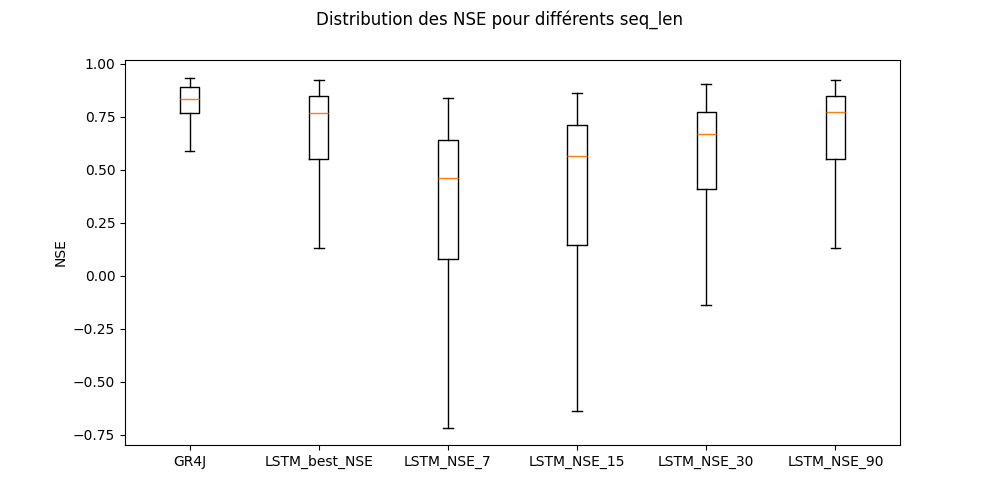 Distribution des NSE pour différents seq_len
NSE
1.00
0.75
0.50
0.25
0.00
−0.25
−0.50
−0.75
GR4J LSTM_best_NSE LSTM_NSE_7 LSTM_NSE_15 LSTM_NSE_30 LSTM_NSE_90